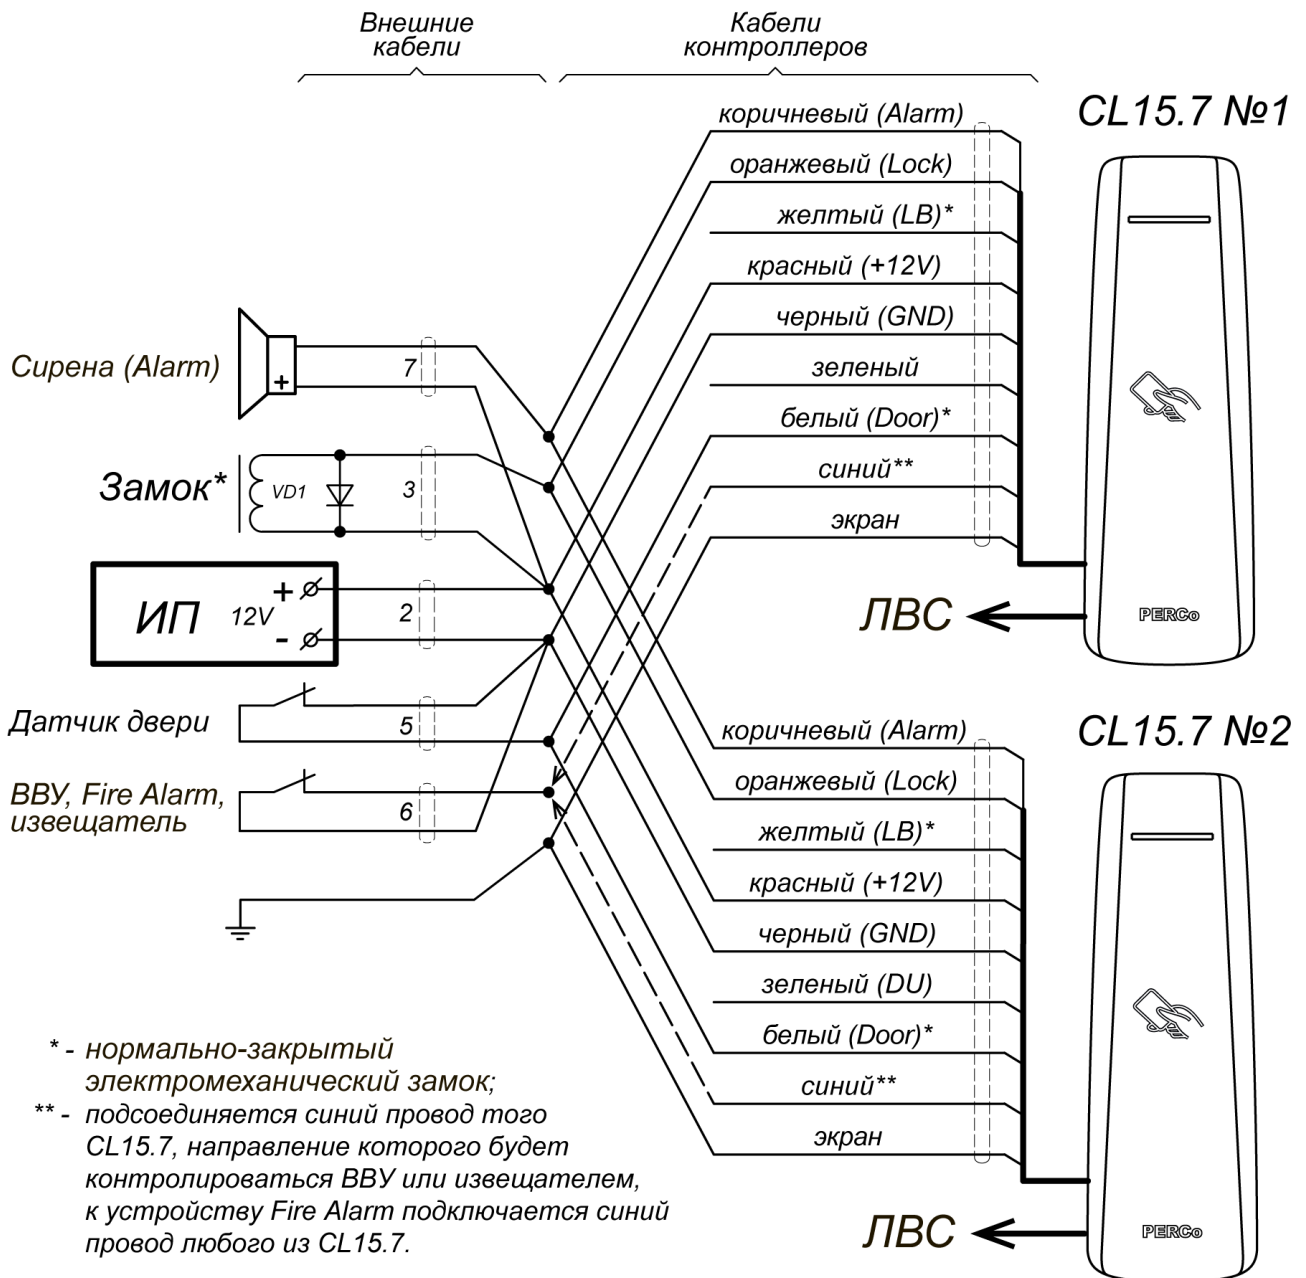 Внешние
кабели
Кабели
контроллеров
CL15.7 №1
коричневый (Alarm)
оранжевый (Lock)
желтый (LB)*
красный (+12V)
черный (GND)
зеленый
белый (Door)*
синий**
экран
ЛВС
PERCo
Сирена (Alarm)
+
7
Замок*
VD1
3
ИП 12V + -
2
Датчик двери
5
ВВУ, Fire Alarm,
извещатель
6
CL15.7 №2
коричневый (Alarm)
оранжевый (Lock)
желтый (LB)*
красный (+12V)
черный (GND)
зеленый (DU)
белый (Door)*
синий**
экран
ЛВС
PERCo
* - нормально-закрытый
электромеханический замок;
** - подсоединяется синий провод того
CL15.7, направление которого будет
контролироваться ВВУ или извещателем,
к устройству Fire Alarm подключается синий
провод любого из CL15.7.